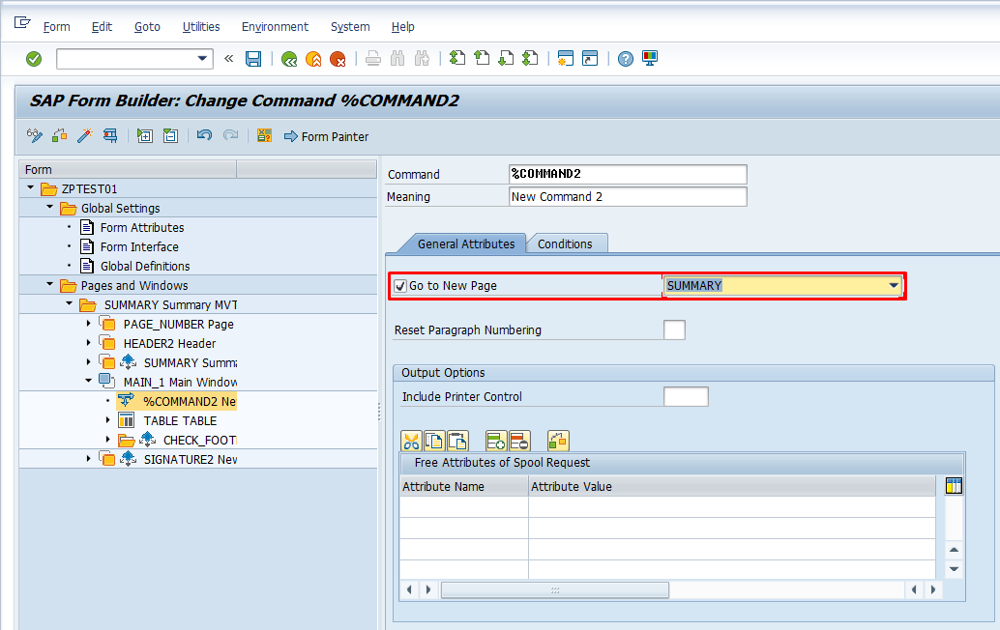 Form Edit Goto Utilities Environment System Help
SAP Form Builder: Change Command %COMMAND2
Form Painter
Form
ZPTEST01
Global Settings
Form Attributes
Form Interface
Global Definitions
Pages and Windows
SUMMARY Summary MVT
PAGE_NUMBER Page
HEADER2 Header
SUMMARY Summa
MAIN_1 Main Window
%COMMAND2 Ne
TABLE TABLE
CHECK_FOOT
SIGNATURE2 New
Command %COMMAND2
Meaning New Command 2
General Attributes Conditions
Go to New Page SUMMARY
Reset Paragraph Numbering
Output Options
Include Printer Control
Free Attributes of Spool Request
Attribute Name Attribute Value